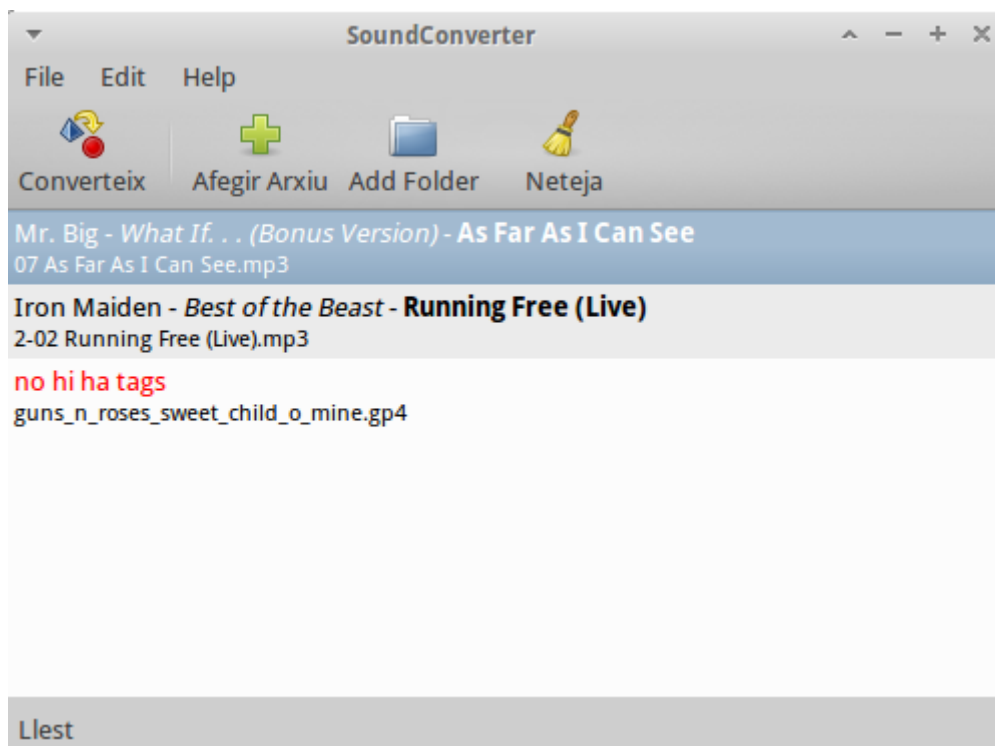 SoundConverter
File Edit Help
Converteix Afegir Arxiu Add Folder Neteja
Mr. Big - What If. . . (Bonus Version) - As Far As I Can See
07 As Far As I Can See.mp3
Iron Maiden - Best of the Beast - Running Free (Live)
2-02 Running Free (Live).mp3
no hi ha tags
guns_n_roses_sweet_child_o_mine.gp4
Llest